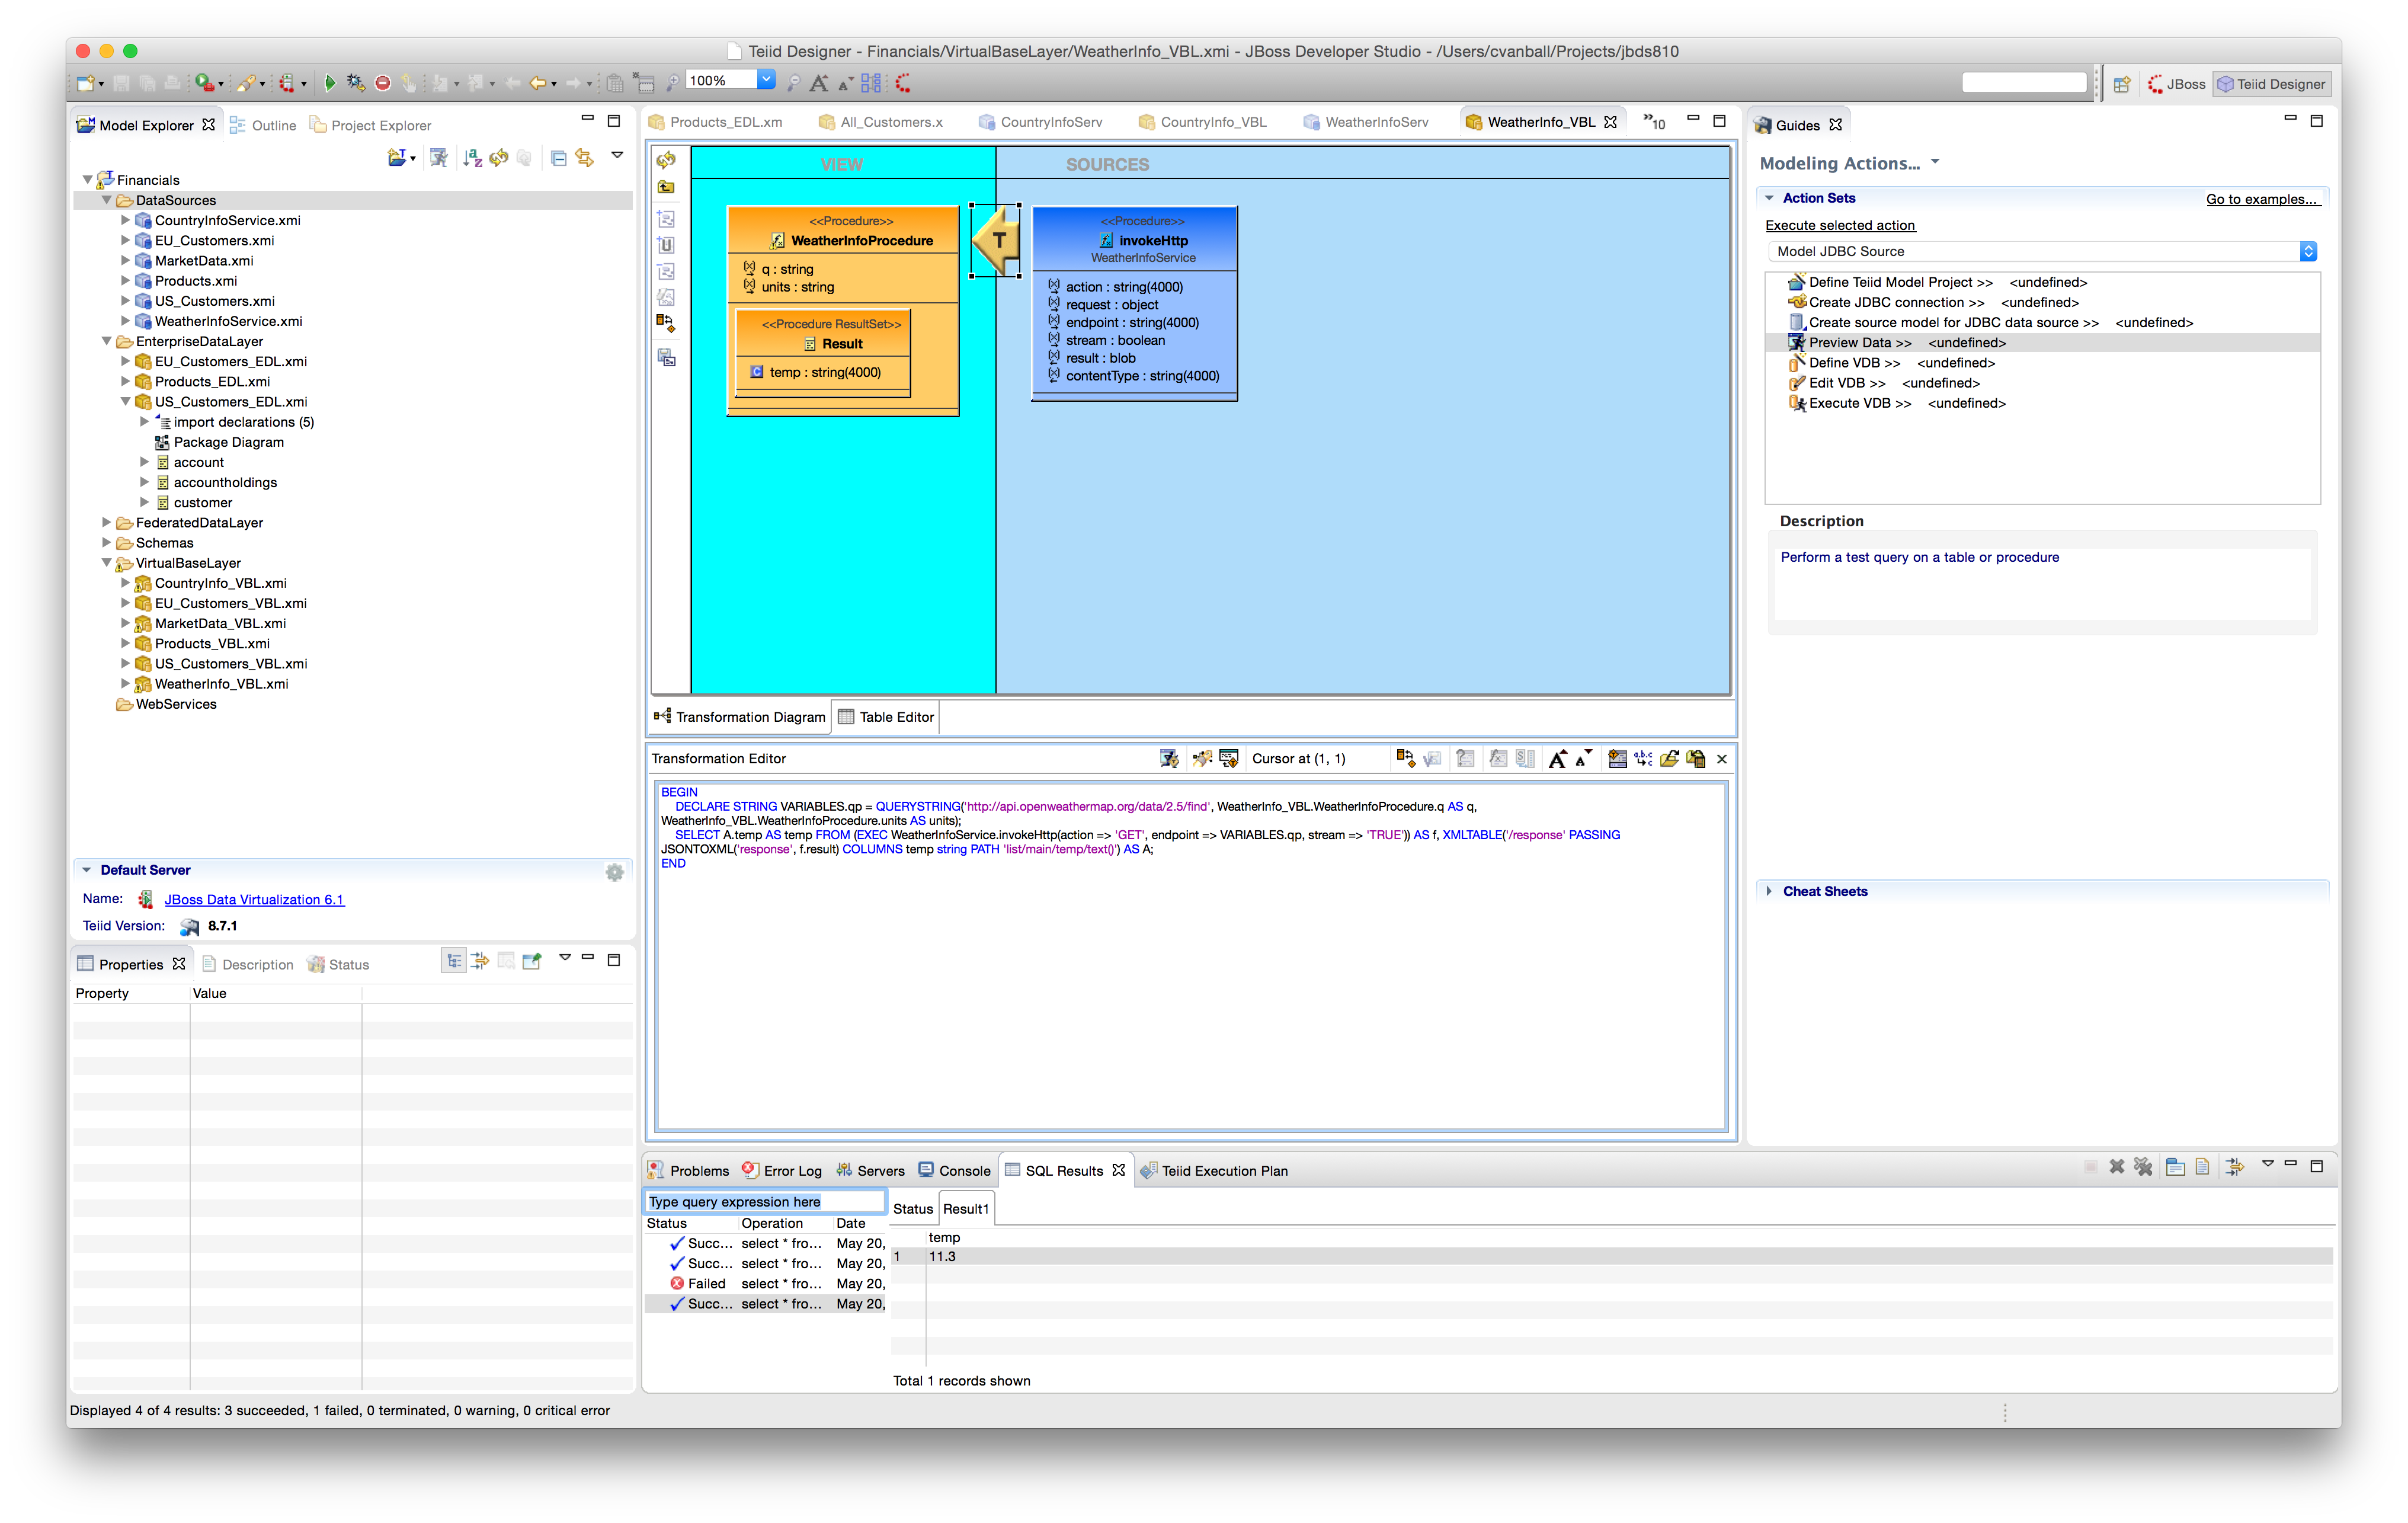 Teiid Designer - Financials/VirtualBaseLayer/WeatherInfo_VBL.xmi - JBoss Developer Studio - /Users/cvanball/Projects/jbds810
100%
JBoss
Teiid Designer
Model Explorer
Outline
Project Explorer
Financials
DataSources
CountryInfoService.xmi
EU_Customers.xmi
MarketData.xmi
Products.xmi
US_Customers.xmi
WeatherInfoService.xmi
EnterpriseDataLayer
EU_Customers_EDL.xmi
Products_EDL.xmi
US_Customers_EDL.xmi
import declarations (5)
Package Diagram
account
accountholdings
customer
FederatedDataLayer
Schemas
VirtualBaseLayer
CountryInfo_VBL.xmi
EU_Customers_VBL.xmi
MarketData_VBL.xmi
Products_VBL.xmi
US_Customers_VBL.xmi
WeatherInfo_VBL.xmi
WebServices
Default Server
Name: JBoss Data Virtualization 6.1
Teiid Version: 8.7.1
Properties
Description
Status
Property Value
Products_EDL.xm
All_Customers.x
CountryInfoServ
CountryInfo_VBL
WeatherInfoServ
WeatherInfo_VBL
»10
VIEW
SOURCES
<<Procedure>>
WeatherInfoProcedure
q : string
units : string
<<Procedure ResultSet>>
Result
temp : string(4000)
T
<<Procedure>>
invokeHttp
WeatherInfoService
action : string(4000)
request : object
endpoint : string(4000)
stream : boolean
result : blob
contentType : string(4000)
Transformation Diagram
Table Editor
Transformation Editor
Cursor at (1, 1)
BEGIN
DECLARE STRING VARIABLES.qp = QUERYSTRING('http://api.openweathermap.org/data/2.5/find', WeatherInfo_VBL.WeatherInfoProcedure.q AS q,
WeatherInfo_VBL.WeatherInfoProcedure.units AS units);
SELECT A.temp AS temp FROM (EXEC WeatherInfoService.invokeHttp(action => 'GET', endpoint => VARIABLES.qp, stream => 'TRUE')) AS f, XMLTABLE('/response' PASSING
JSONTOXML('response', f.result) COLUMNS temp string PATH 'list/main/temp/text()') AS A;
END
Problems
Error Log
Servers
Console
SQL Results
Teiid Execution Plan
Type query expression here
Status Operation Date
Succ... select * fro... May 20,
Succ... select * fro... May 20,
Failed select * fro... May 20,
Succ... select * fro... May 20,
Status
Result1
temp
1 11.3
Total 1 records shown
Guides
Modeling Actions...
Action Sets
Go to examples...
Execute selected action
Model JDBC Source
Define Teiid Model Project >> <undefined>
Create JDBC connection >> <undefined>
Create source model for JDBC data source >> <undefined>
Preview Data >> <undefined>
Define VDB >> <undefined>
Edit VDB >> <undefined>
Execute VDB >> <undefined>
Description
Perform a test query on a table or procedure
Cheat Sheets
Displayed 4 of 4 results: 3 succeeded, 1 failed, 0 terminated, 0 warning, 0 critical error